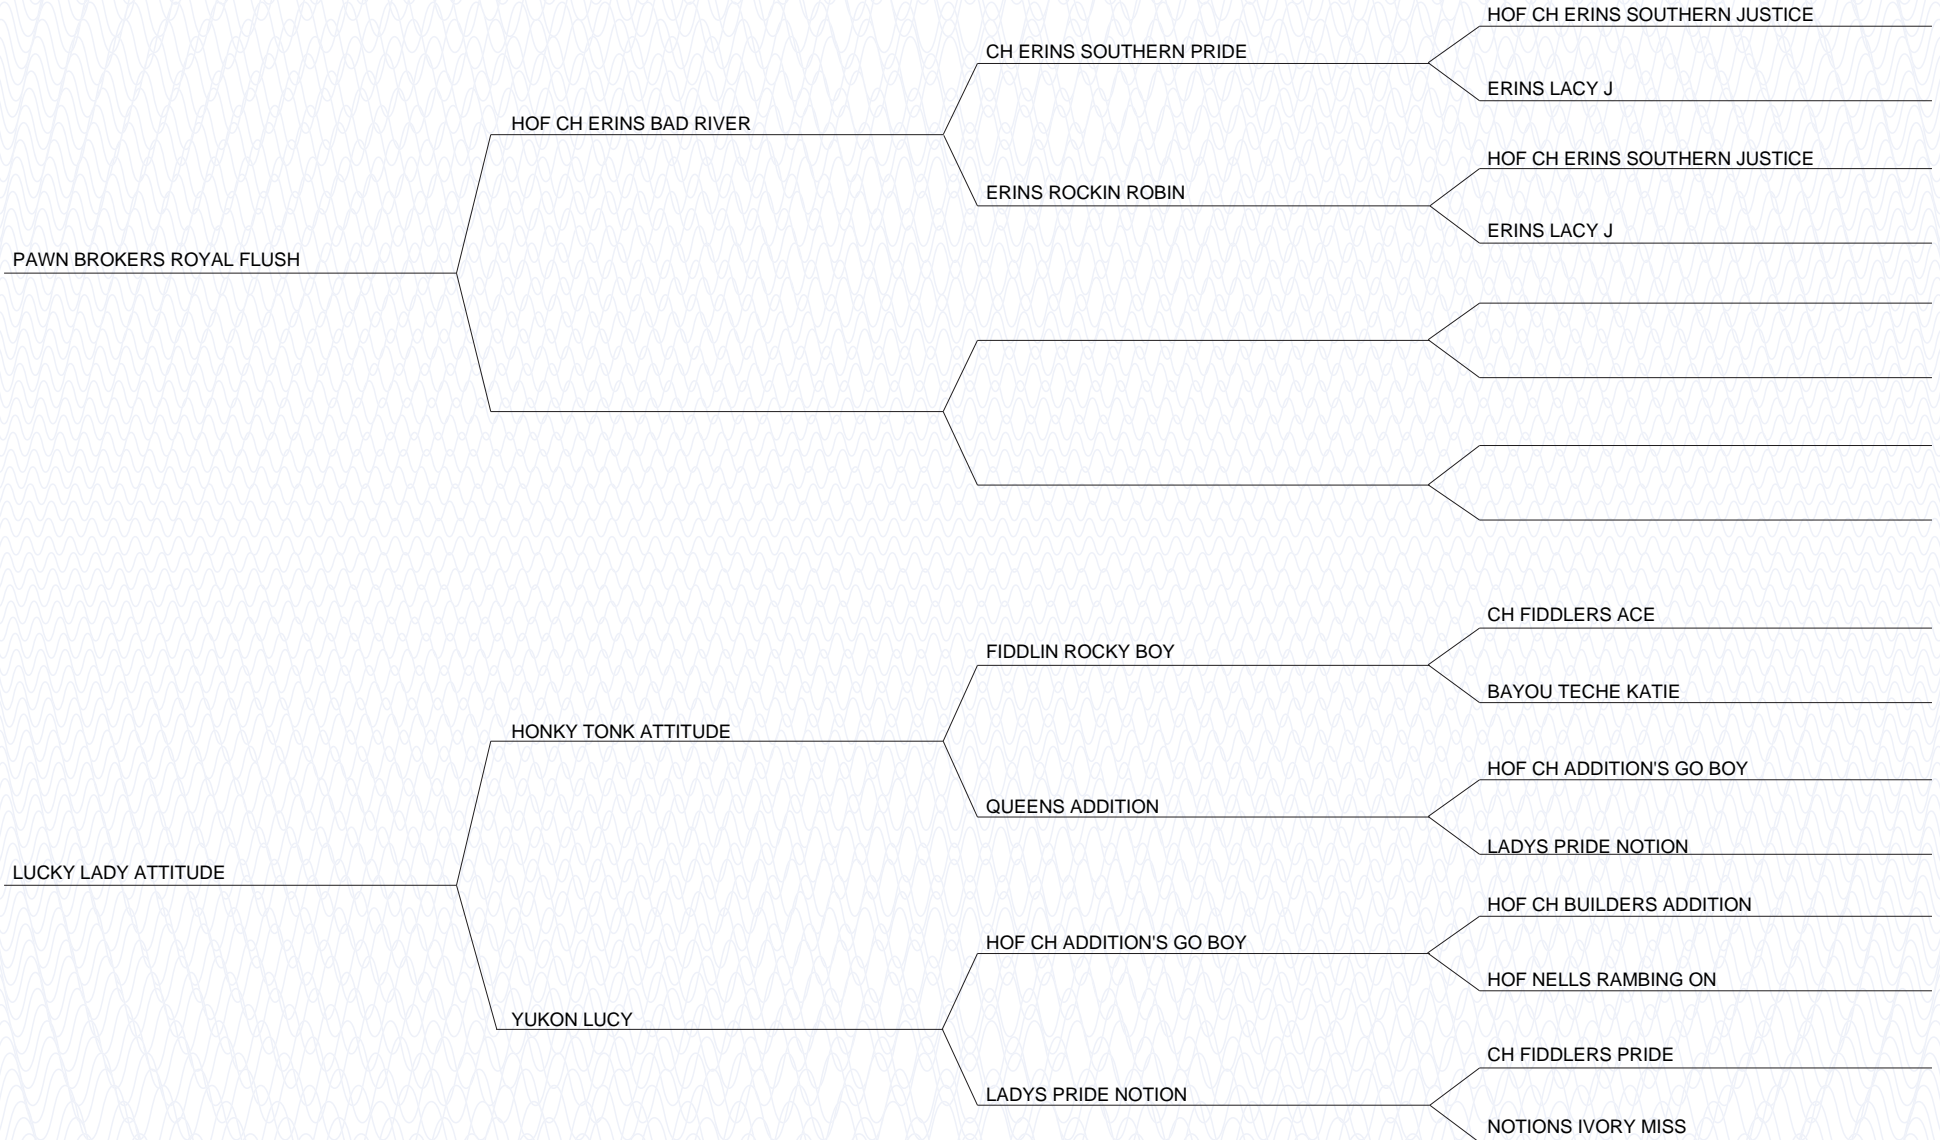 HOF CH ERINS SOUTHERN JUSTICE
CH ERINS SOUTHERN PRIDE
ERINS LACY J
HOF CH ERINS BAD RIVER
HOF CH ERINS SOUTHERN JUSTICE
ERINS ROCKIN ROBIN
ERINS LACY J
PAWN BROKERS ROYAL FLUSH
CH FIDDLERS ACE
FIDDLIN ROCKY BOY
BAYOU TECHE KATIE
HONKY TONK ATTITUDE
HOF CH ADDITION'S GO BOY
QUEENS ADDITION
LADYS PRIDE NOTION
LUCKY LADY ATTITUDE
HOF CH BUILDERS ADDITION
HOF CH ADDITION'S GO BOY
HOF NELLS RAMBING ON
YUKON LUCY
CH FIDDLERS PRIDE
LADYS PRIDE NOTION
NOTIONS IVORY MISS